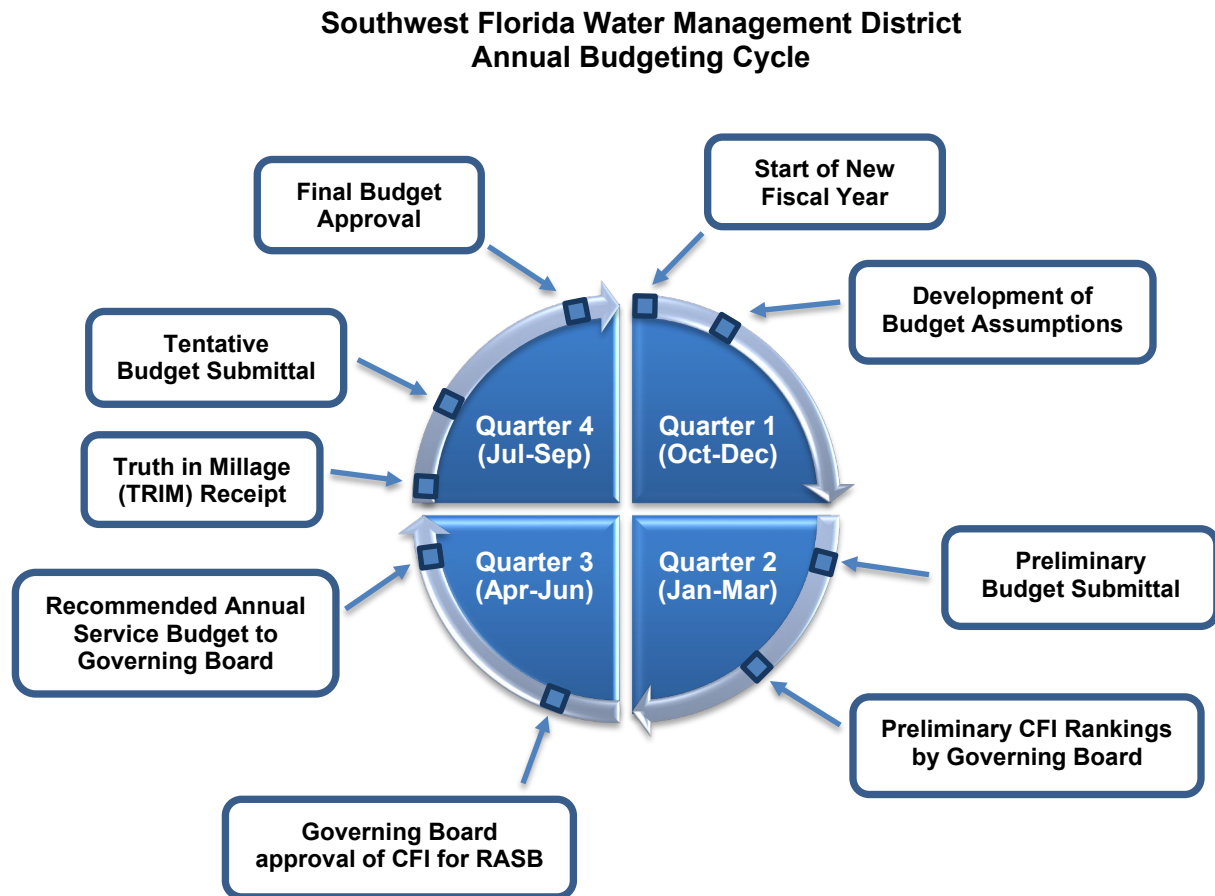 Southwest Florida Water Management District
Annual Budgeting Cycle
Start of New
Fiscal Year
Development of
Budget Assumptions
Quarter 1
(Oct-Dec)
Preliminary
Budget Submittal
Preliminary CFI Rankings
by Governing Board
Quarter 2
(Jan-Mar)
Governing Board
approval of CFI for RASB
Recommended Annual
Service Budget to
Governing Board
Quarter 3
(Apr-Jun)
Truth in Millage
(TRIM) Receipt
Tentative
Budget Submittal
Final Budget
Approval
Quarter 4
(Jul-Sep)